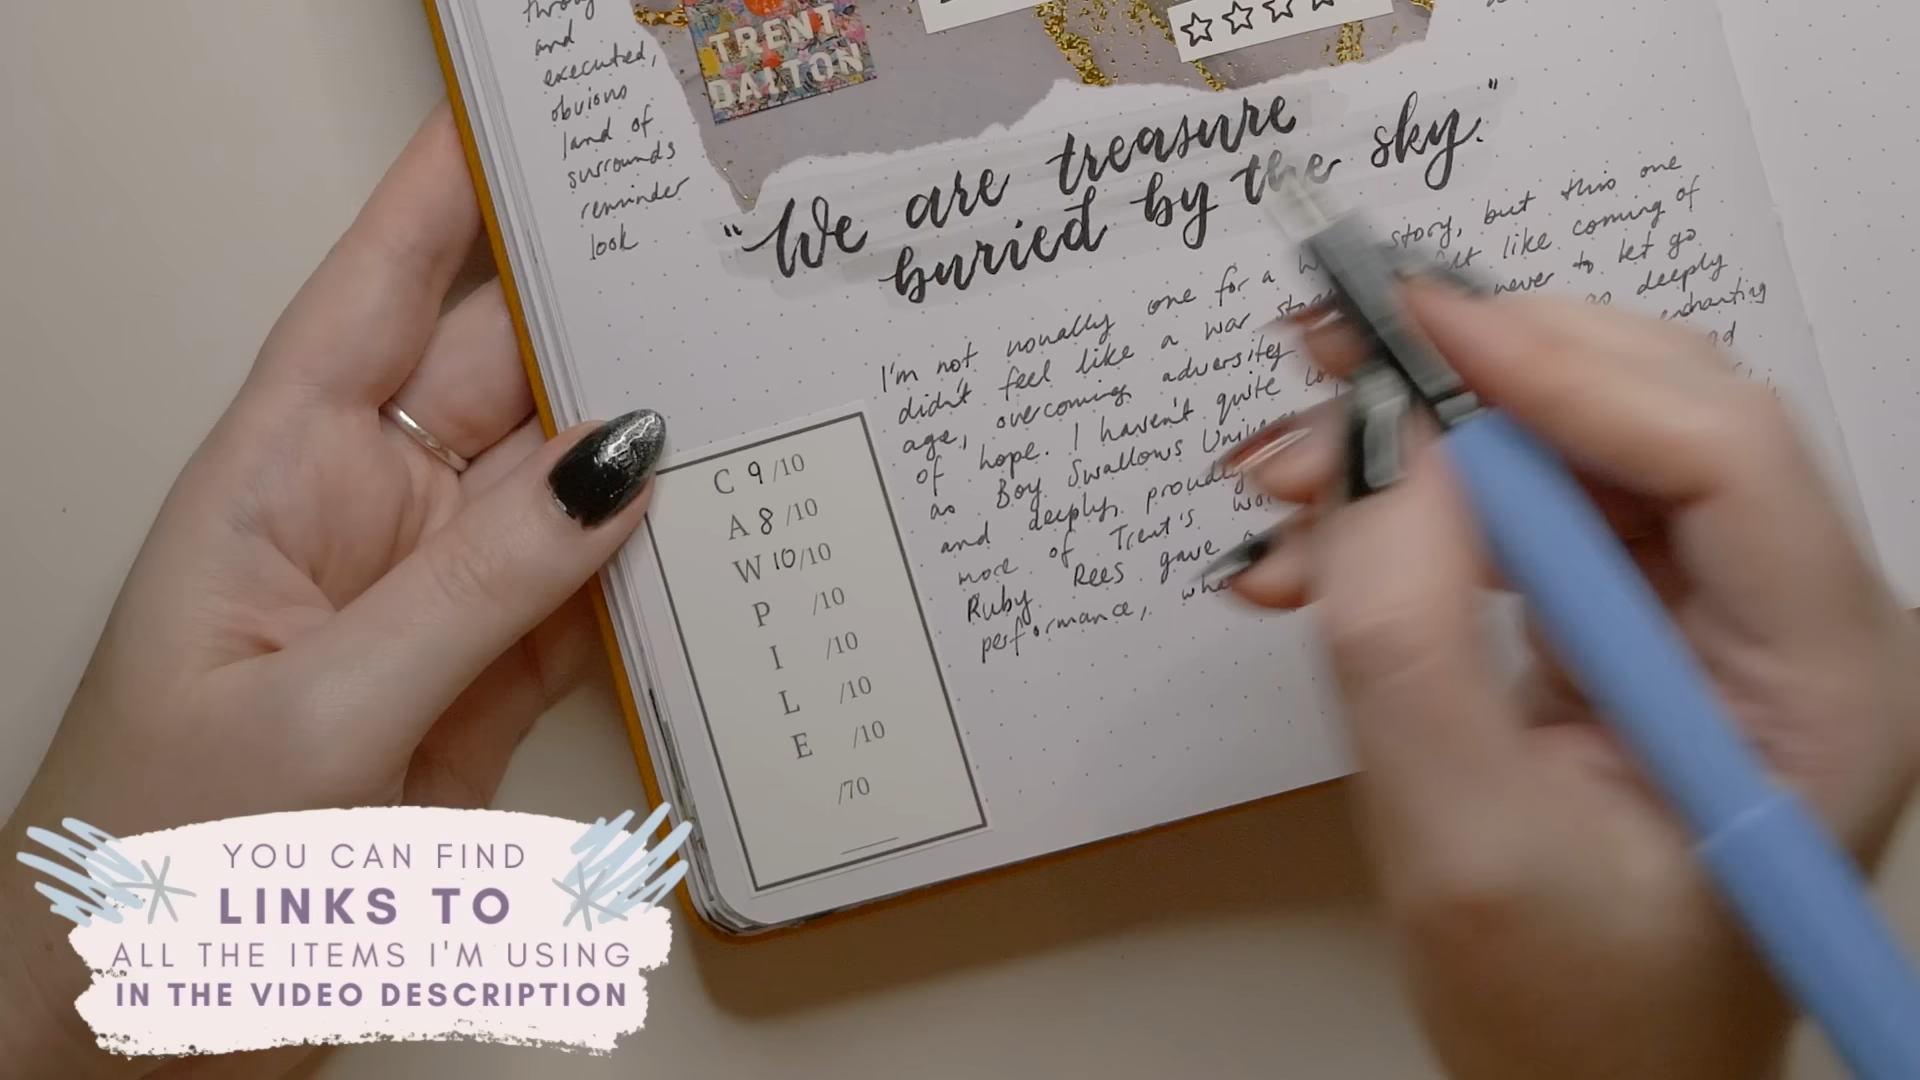 and
executed,
obvious
land of
surrounds
reminder
look
TRENT
DALTON
"We are treasure
buried by the sky."
I'm not usually one for a story, but this one
didn't feel like a war felt like coming of
age, overcoming adversity never to let go
of hope. I haven't quite as deeply
as Boy Swallows enchanting
and deeply, proudly
more of Trent's
Ruby Rees gave
performance,
C 9/10
A 8/10
W 10/10
P /10
I /10
L /10
E /10
/70
YOU CAN FIND
LINKS TO
ALL THE ITEMS I'M USING
IN THE VIDEO DESCRIPTION